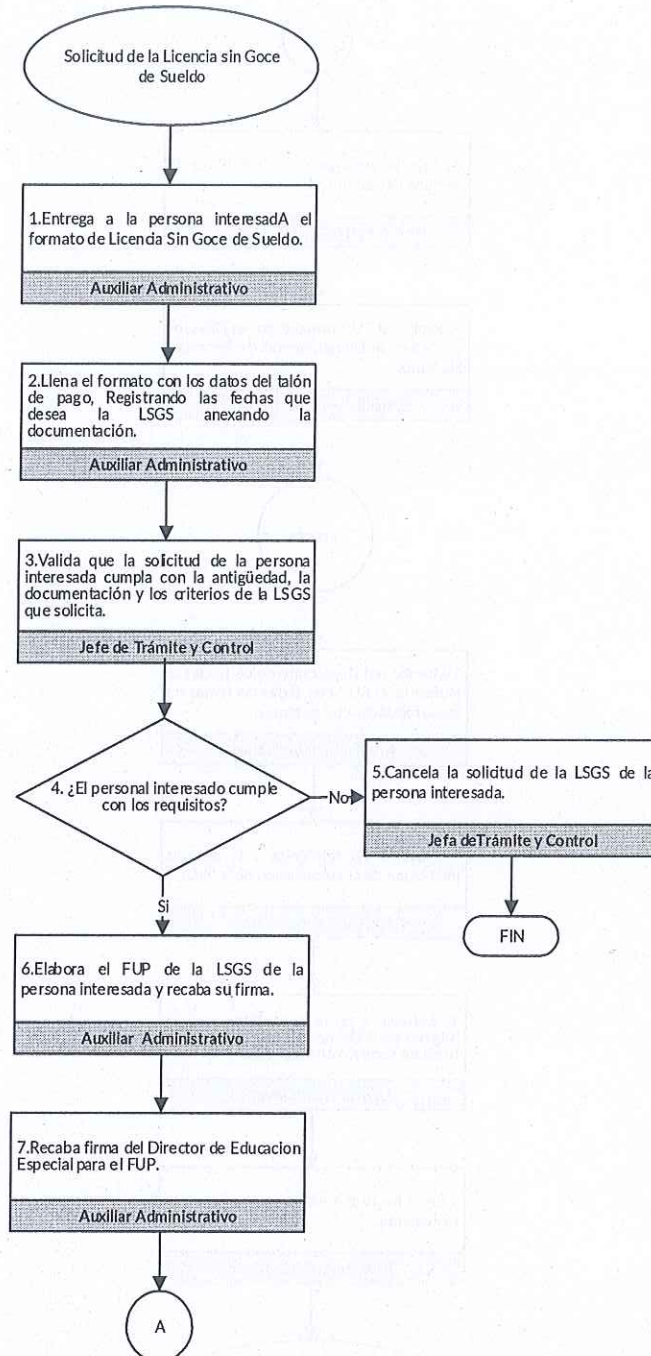 Solicitud de la Licencia sin Goce
de Sueldo
1.Entrega a la persona interesadA el
formato de Licencia Sin Goce de Sueldo.
Auxiliar Administrativo
2.Llena el formato con los datos del talón
de pago, Registrando las fechas que
desea la LSGS anexando la
documentación.
Auxiliar Administrativo
3.Valida que la solicitud de la persona
interesada cumpla con la antigüedad, la
documentación y los criterios de la LSGS
que solicita.
Jefe de Trámite y Control
4. ¿El personal interesado cumple
con los requisitos?
No
5.Cancela la solicitud de la LSGS de la
persona interesada.
Jefa deTrámite y Control
FIN
Si
6.Elabora el FUP de la LSGS de la
persona interesada y recaba su firma.
Auxiliar Administrativo
7.Recaba firma del Director de Educacion
Especial para el FUP.
Auxiliar Administrativo
A